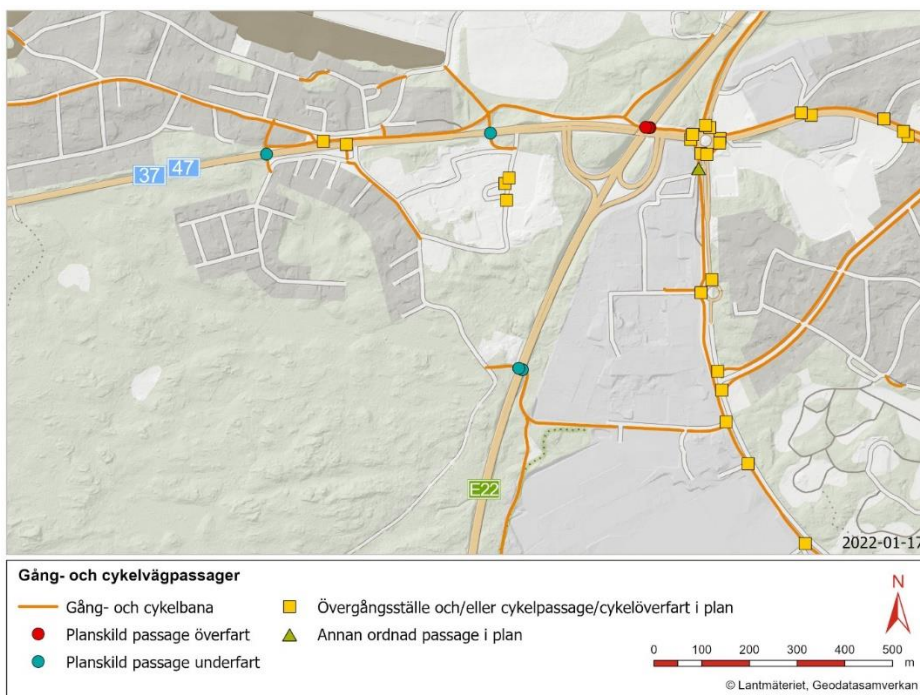 37
47
E22
2022-01-17
Gång- och cykelvägpassager
Gång- och cykelbana
Övergångsställe och/eller cykelpassage/cykelöverfart i plan
Planskild passage överfart
Annan ordnad passage i plan
Planskild passage underfart
N
0 100 200 300 400 500
m
© Lantmäteriet, Geodatasamverkan